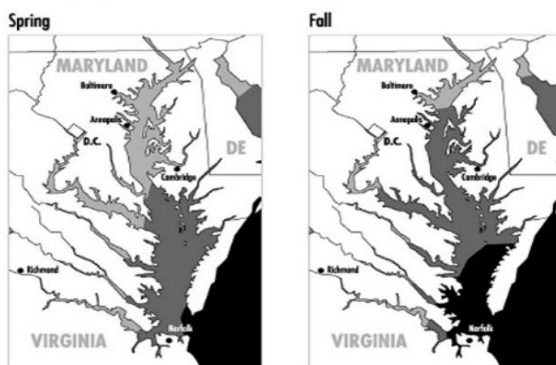 Spring
MARYLAND
Baltimore
Annapolis
D.C.
DE
Cambridge
Richmond
VIRGINIA
Norfolk
Fall
MARYLAND
Baltimore
Annapolis
D.C.
DE
Cambridge
Richmond
VIRGINIA
Norfolk